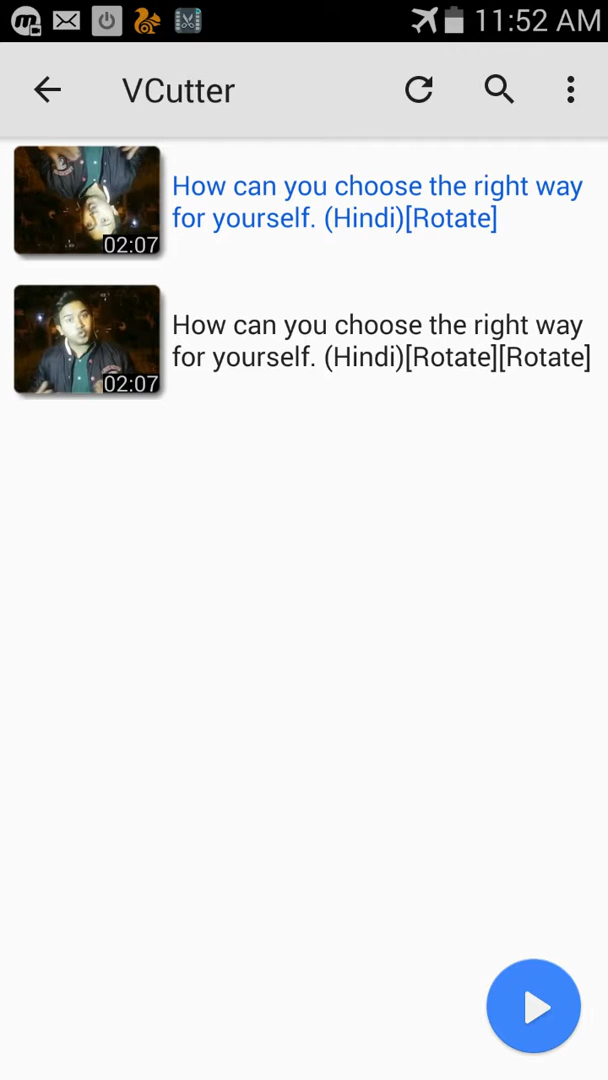 11:52 AM
VCutter
How can you choose the right way
for yourself. (Hindi)[Rotate]
02:07
How can you choose the right way
for yourself. (Hindi)[Rotate][Rotate]
02:07